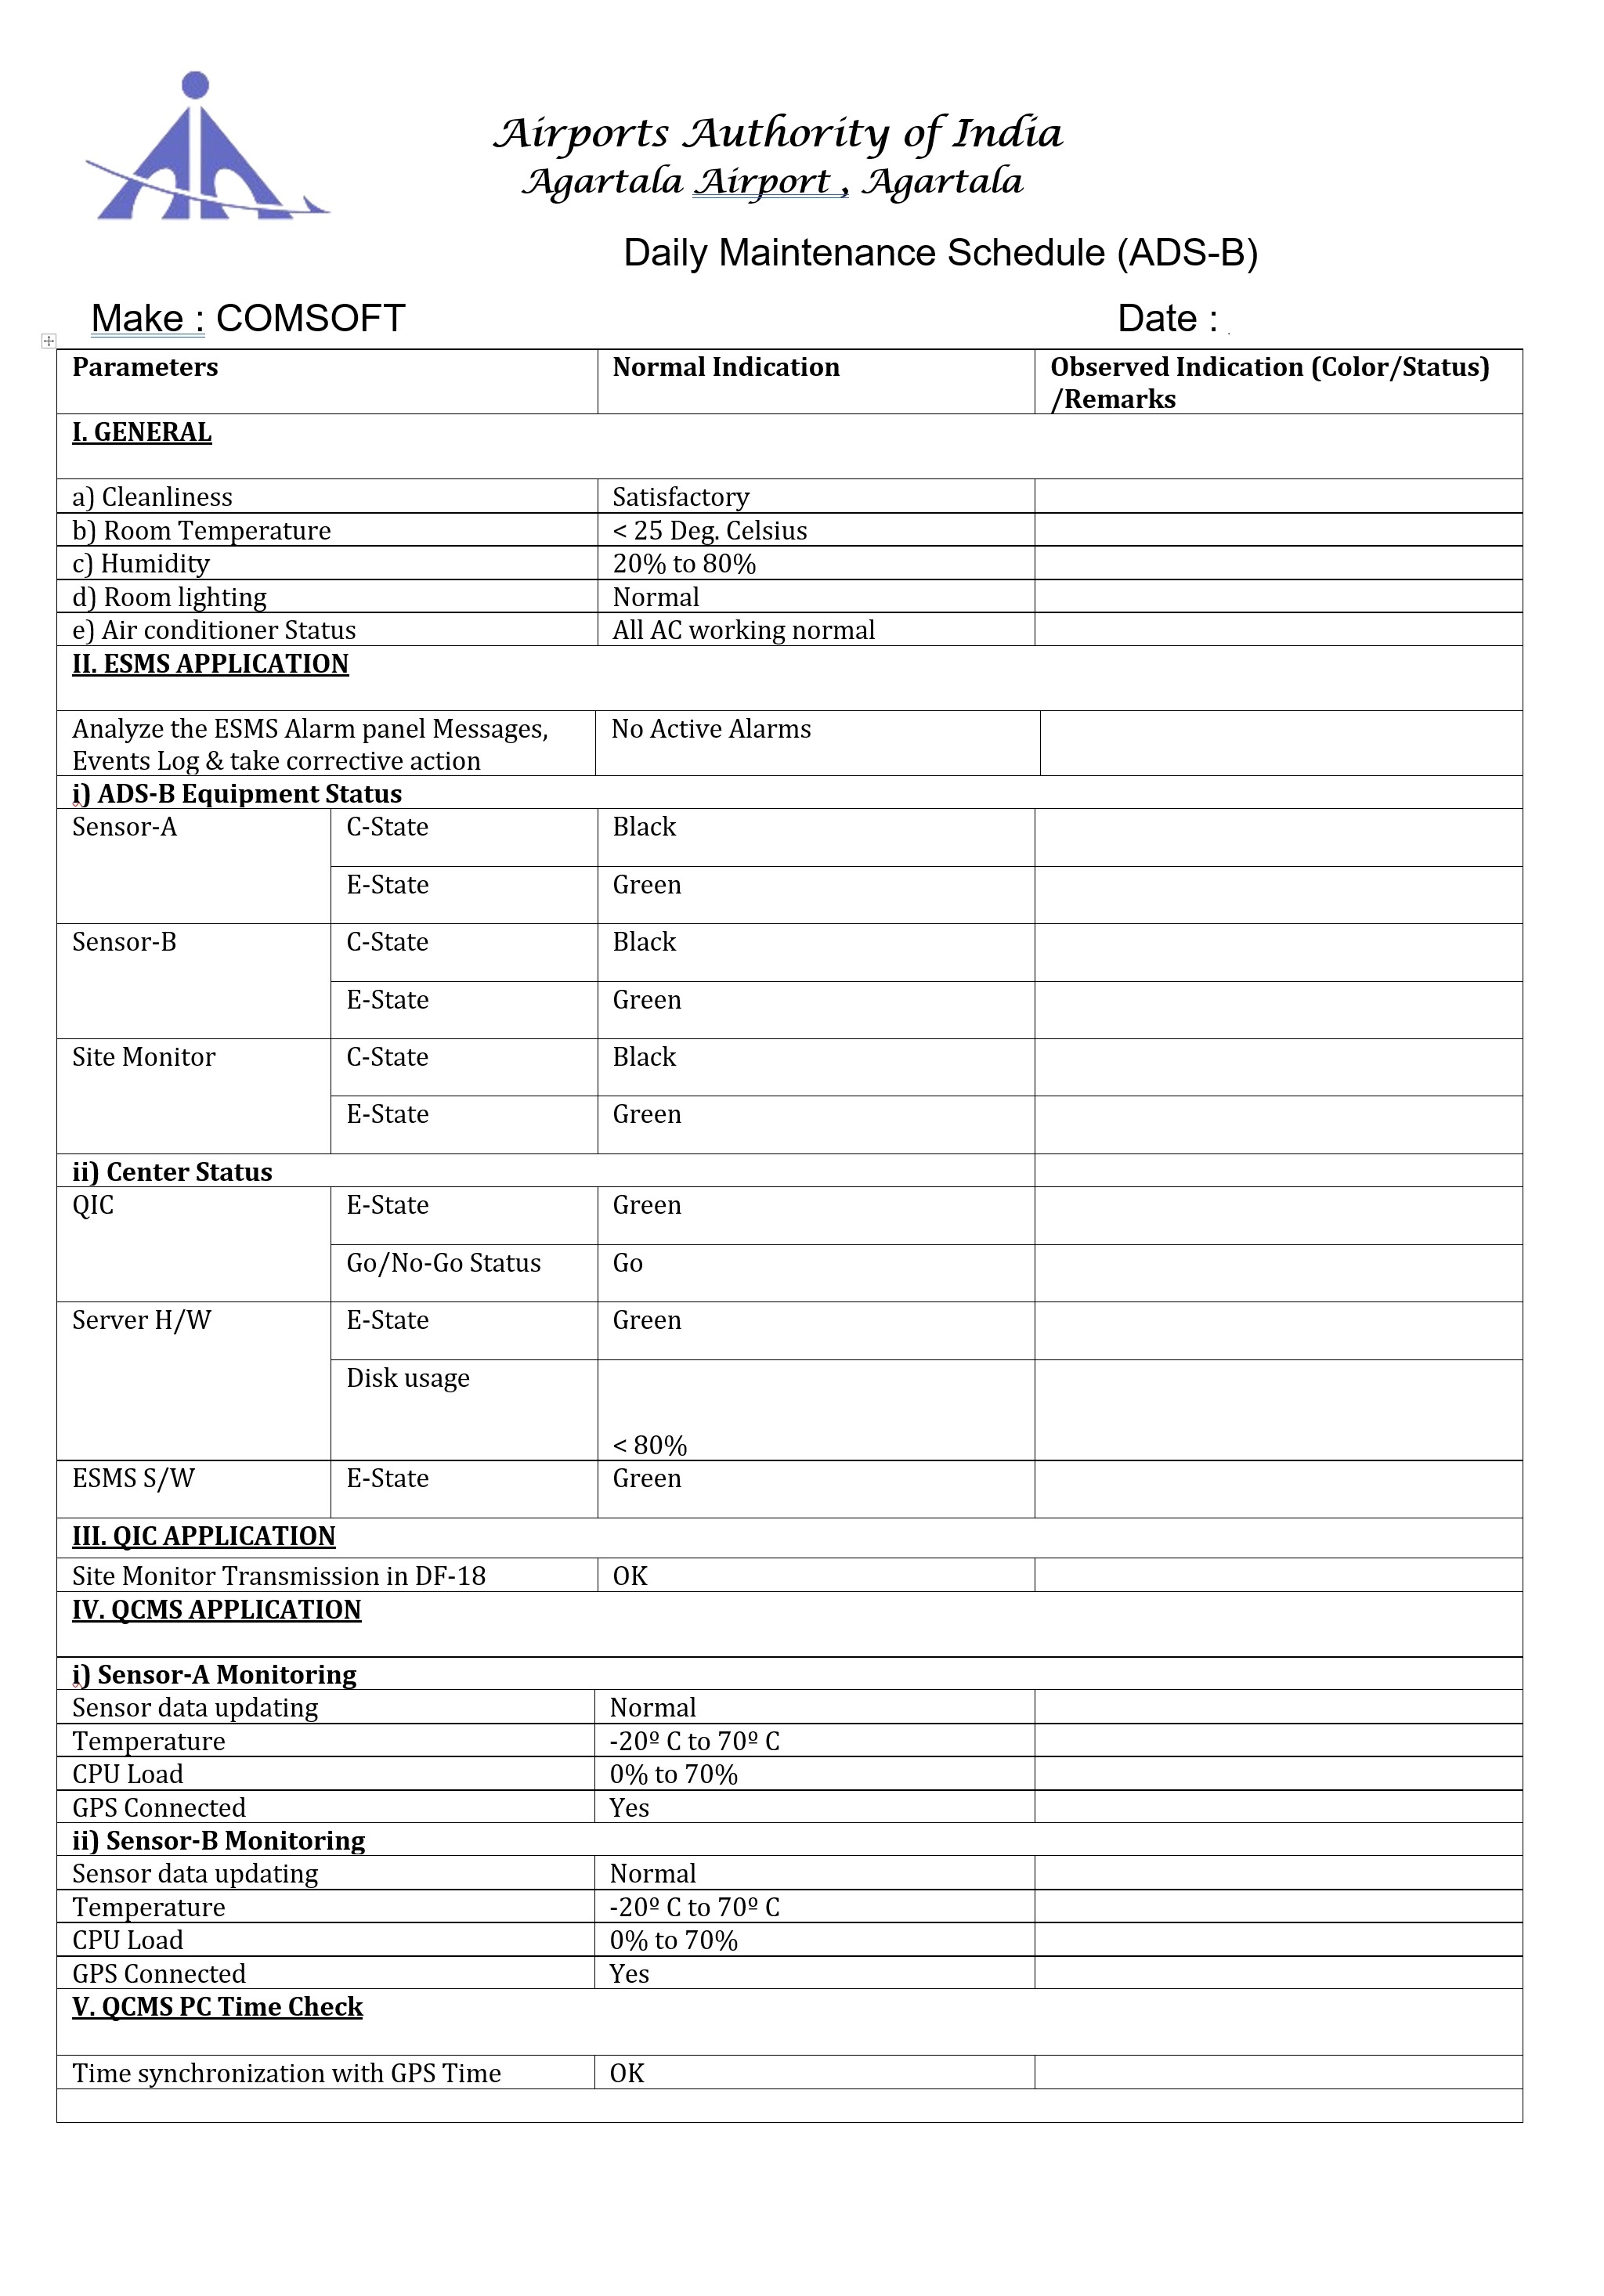 Airports Authority of India
Agartala Airport , Agartala
Daily Maintenance Schedule (ADS-B)
Make : COMSOFT Date : .
Parameters Normal Indication Observed Indication (Color/Status)
/Remarks
I. GENERAL
a) Cleanliness Satisfactory
b) Room Temperature < 25 Deg. Celsius
c) Humidity 20% to 80%
d) Room lighting Normal
e) Air conditioner Status All AC working normal
II. ESMS APPLICATION
Analyze the ESMS Alarm panel Messages, No Active Alarms
Events Log & take corrective action
i) ADS-B Equipment Status
Sensor-A C-State Black
E-State Green
Sensor-B C-State Black
E-State Green
Site Monitor C-State Black
E-State Green
ii) Center Status
QIC E-State Green
Go/No-Go Status Go
Server H/W E-State Green
Disk usage
< 80%
ESMS S/W E-State Green
III. QIC APPLICATION
Site Monitor Transmission in DF-18 OK
IV. QCMS APPLICATION
i) Sensor-A Monitoring
Sensor data updating Normal
Temperature -20º C to 70º C
CPU Load 0% to 70%
GPS Connected Yes
ii) Sensor-B Monitoring
Sensor data updating Normal
Temperature -20º C to 70º C
CPU Load 0% to 70%
GPS Connected Yes
V. QCMS PC Time Check
Time synchronization with GPS Time OK